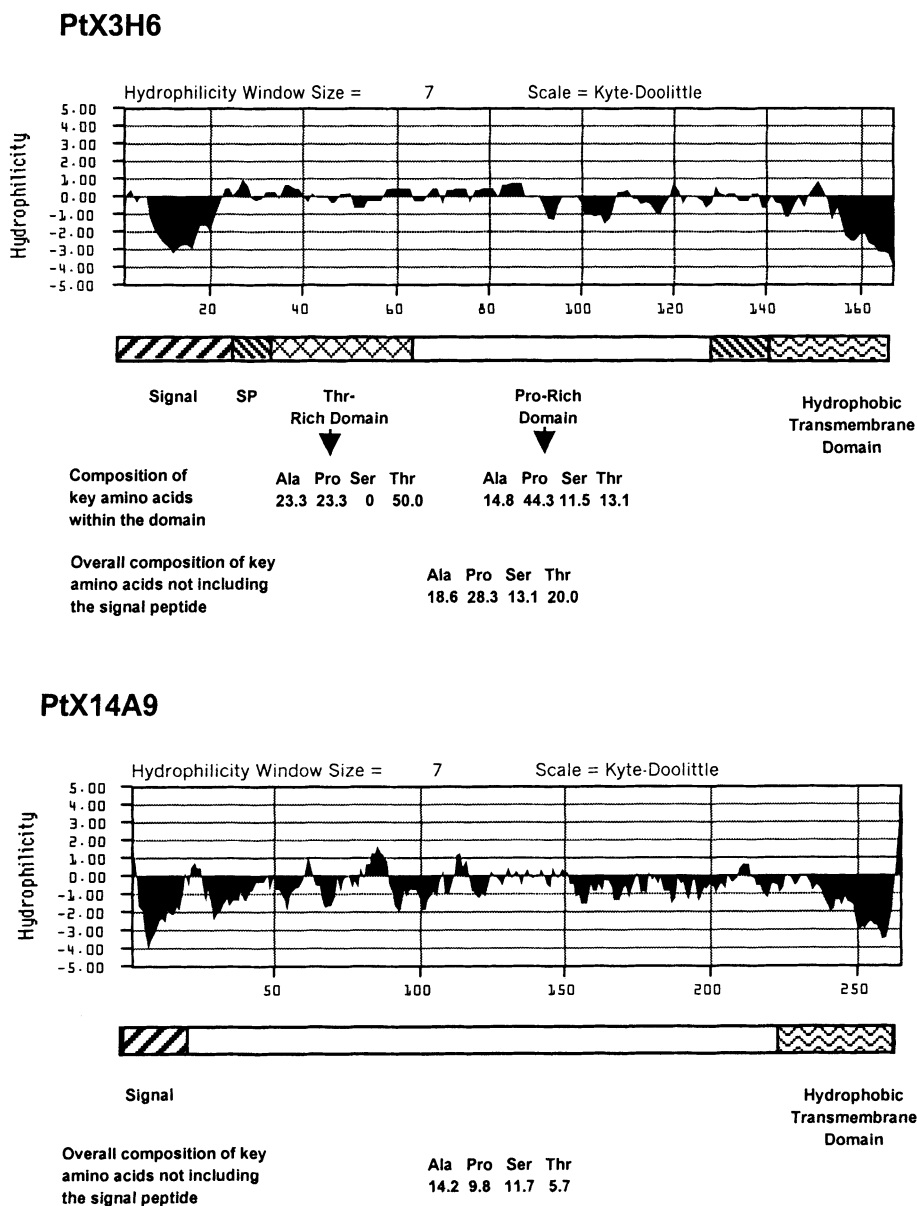 PtX3H6
Hydrophilicity Window Size = 7 Scale = Kyte-Doolittle
Hydrophilicity
5.00
4.00
3.00
2.00
1.00
0.00
-1.00
-2.00
-3.00
-4.00
-5.00
20 40 60 80 100 120 140 160
Signal SP Thr-Rich Domain Pro-Rich Domain Hydrophobic Transmembrane Domain
Composition of key amino acids within the domain
Ala Pro Ser Thr Ala Pro Ser Thr
23.3 23.3 0 50.0 14.8 44.3 11.5 13.1
Overall composition of key amino acids not including the signal peptide
Ala Pro Ser Thr
18.6 28.3 13.1 20.0
PtX14A9
Hydrophilicity Window Size = 7 Scale = Kyte-Doolittle
Hydrophilicity
5.00
4.00
3.00
2.00
1.00
0.00
-1.00
-2.00
-3.00
-4.00
-5.00
50 100 150 200 250
Signal Hydrophobic Transmembrane Domain
Overall composition of key amino acids not including the signal peptide
Ala Pro Ser Thr
14.2 9.8 11.7 5.7